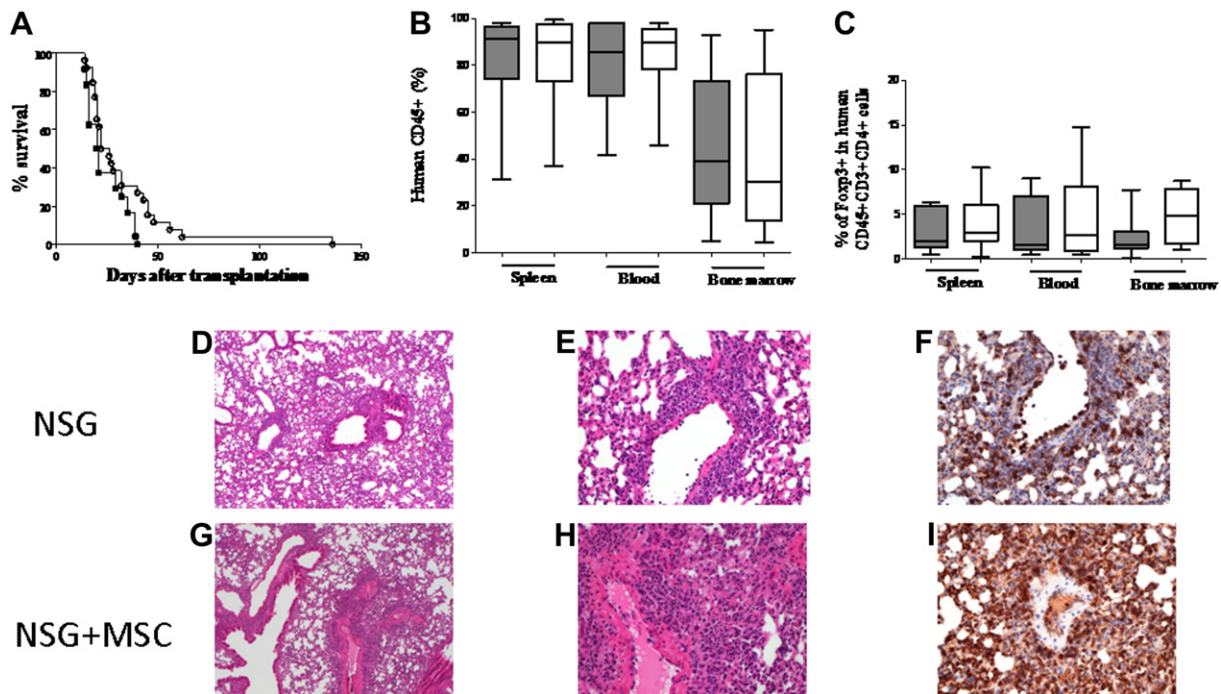 A
% survival
100
80
60
40
20
0
0 50 100 150
Days after transplantation
B
Human CD45+ (%)
100
80
60
40
20
0
Spleen Blood Bone marrow
C
% of Foxp3+ in human
CD45+CD3+CD4+ cells
20
15
10
5
0
Spleen Blood Bone marrow
NSG
D
E
F
NSG+MSC
G
H
I